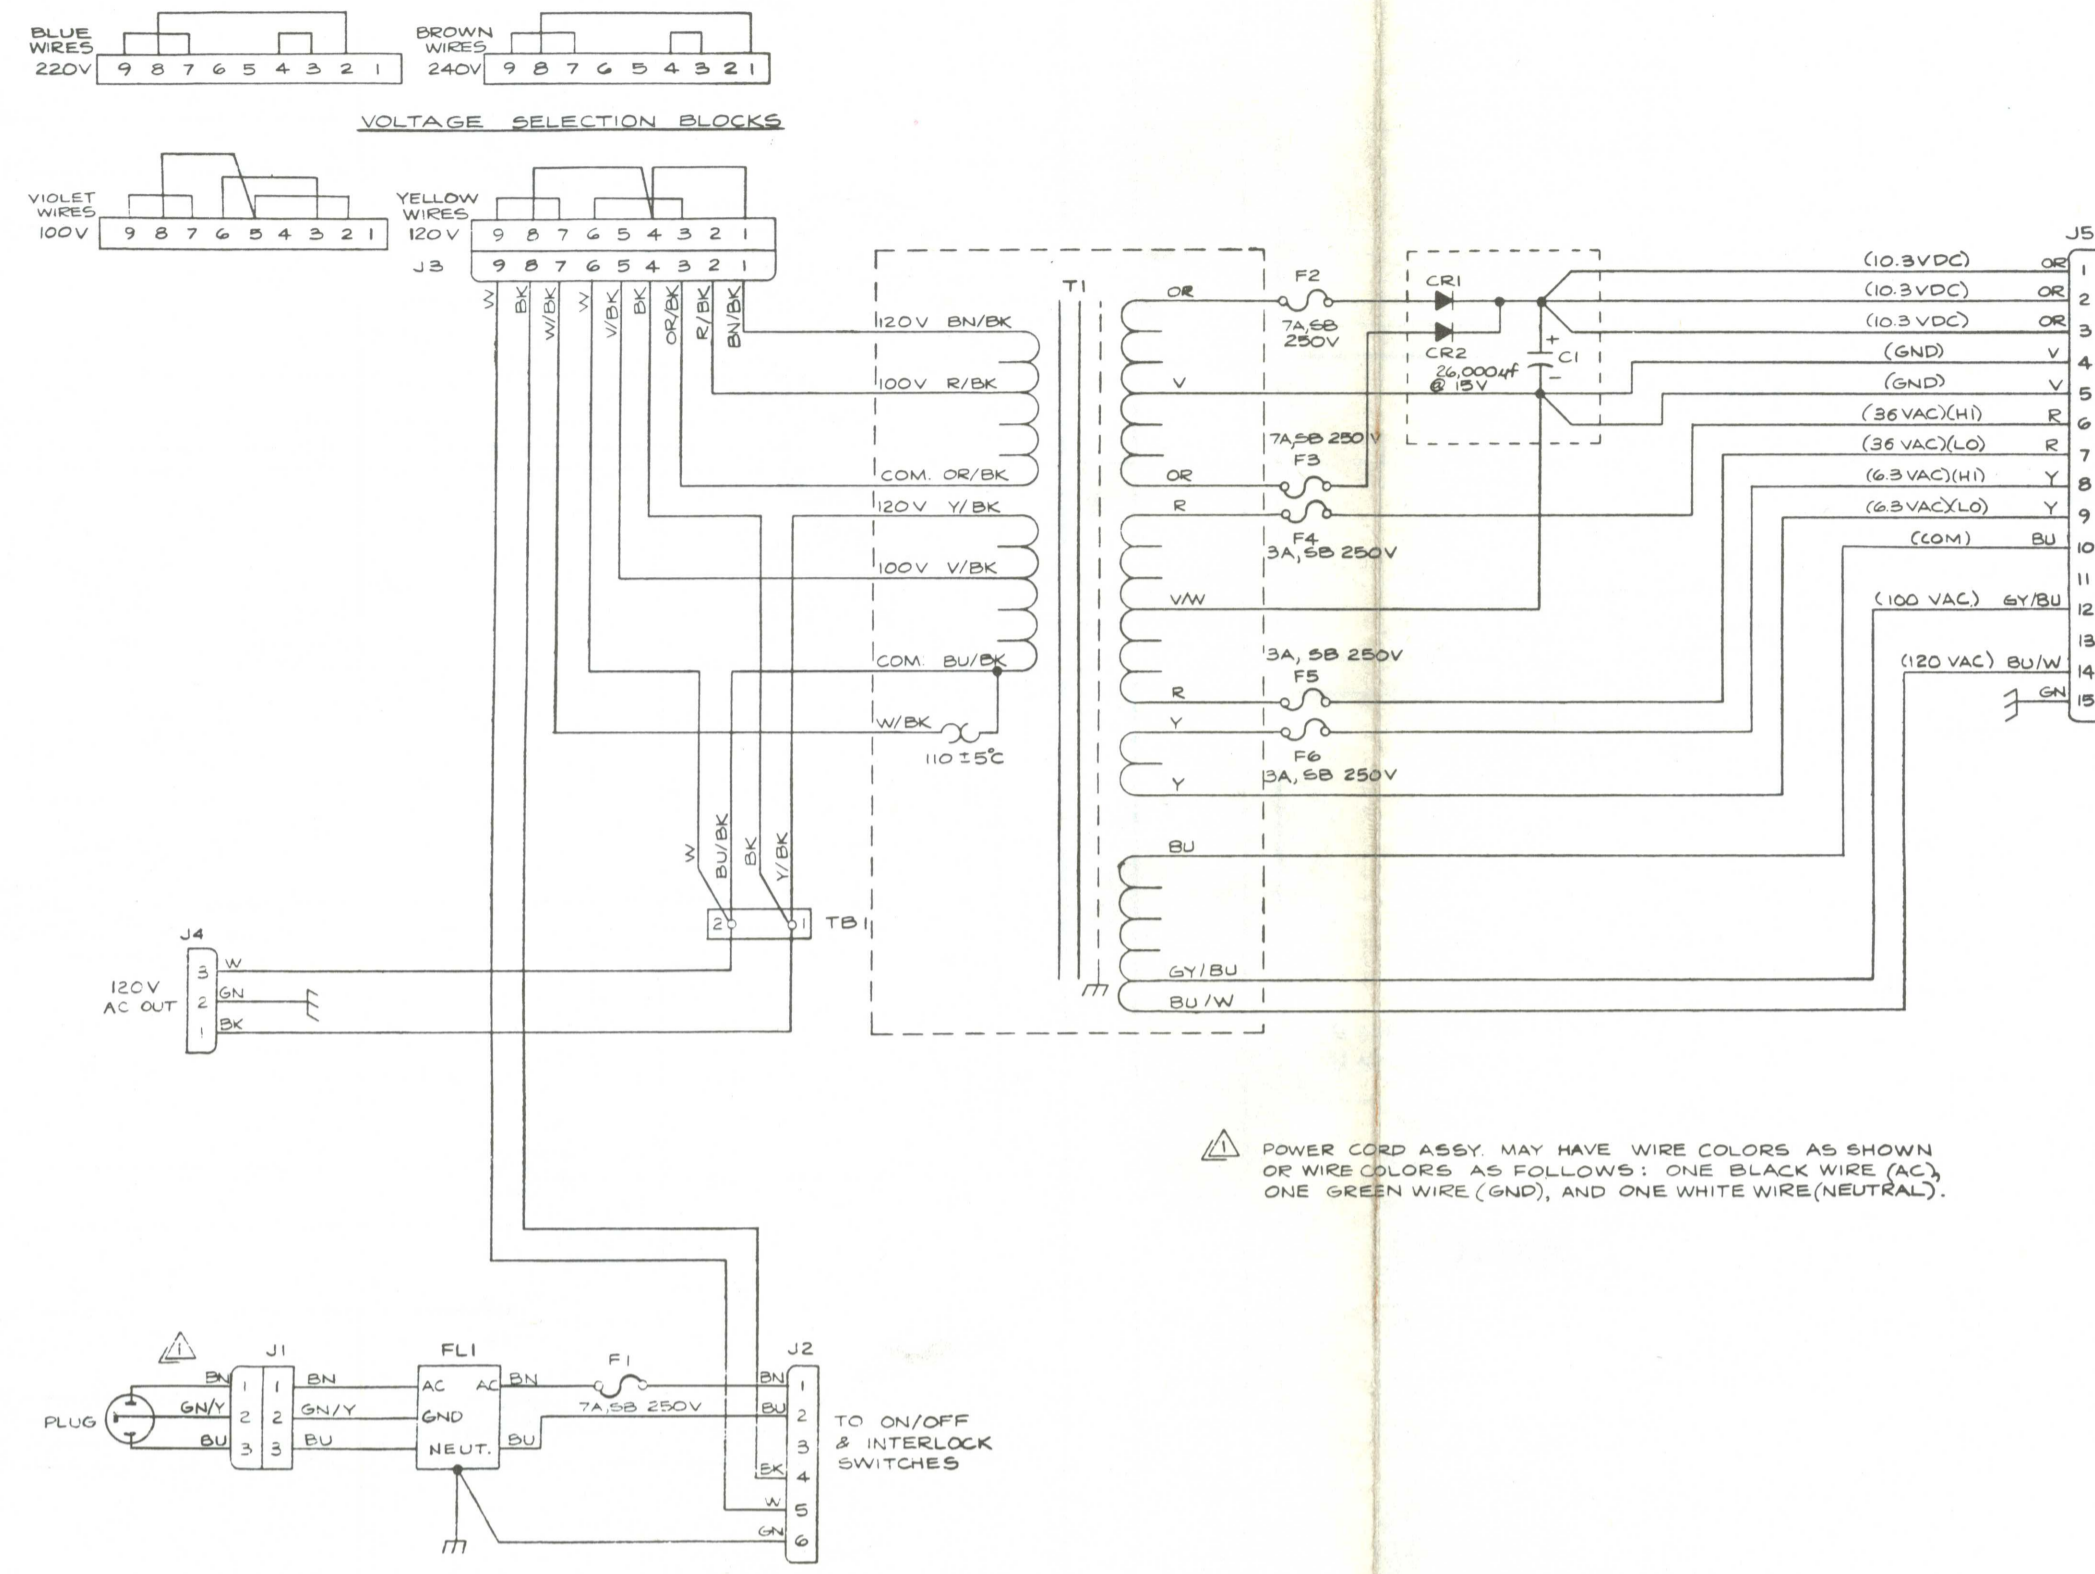 BLUE
WIRES
220V
9 8 7 6 5 4 3 2 1
BROWN
WIRES
240V
9 8 7 6 5 4 3 2 1
VOLTAGE SELECTION BLOCKS
VIOLET
WIRES
100V
9 8 7 6 5 4 3 2 1
YELLOW
WIRES
120V
9 8 7 6 5 4 3 2 1
J3
9 8 7 6 5 4 3 2 1
W
BK
W/BK
W
V/BK
BK
OR/BK
R/BK
BN/BK
120V BN/BK
100V R/BK
COM. OR/BK
120V Y/BK
100V V/BK
COM. BU/BK
W/BK
110 ±5°C
T1
OR
V
OR
R
V/W
R
Y
Y
BU
GY/BU
BU/W
F2
7A,SB
250V
7A,SB 250V
F3
F4
3A, SB 250V
3A, SB 250V
F5
F6
3A, SB 250V
CR1
CR2
26,000uf
@ 15V
+
C1
−
J5
(10.3VDC) OR 1
(10.3VDC) OR 2
(10.3VDC) OR 3
(GND) V 4
(GND) V 5
(36 VAC)(HI) R 6
(36 VAC)(LO) R 7
(6.3 VAC)(HI) Y 8
(6.3 VAC)(LO) Y 9
(COM) BU 10
11
(100 VAC) GY/BU 12
13
(120 VAC) BU/W 14
GN 15
W
BU/BK
BK
Y/BK
2 1
TB1
J4
120V
AC OUT
3 W
2 GN
1 BK
1 POWER CORD ASSY. MAY HAVE WIRE COLORS AS SHOWN
OR WIRE COLORS AS FOLLOWS: ONE BLACK WIRE (AC),
ONE GREEN WIRE (GND), AND ONE WHITE WIRE (NEUTRAL).
1
PLUG
BN
GN/Y
BU
J1
1 1
2 2
3 3
BN
GN/Y
BU
FL1
AC AC
GND
NEUT.
BN
BU
F1
7A,SB 250V
J2
BN 1
BU 2
3
BK 4
W 5
GN 6
TO ON/OFF
& INTERLOCK
SWITCHES